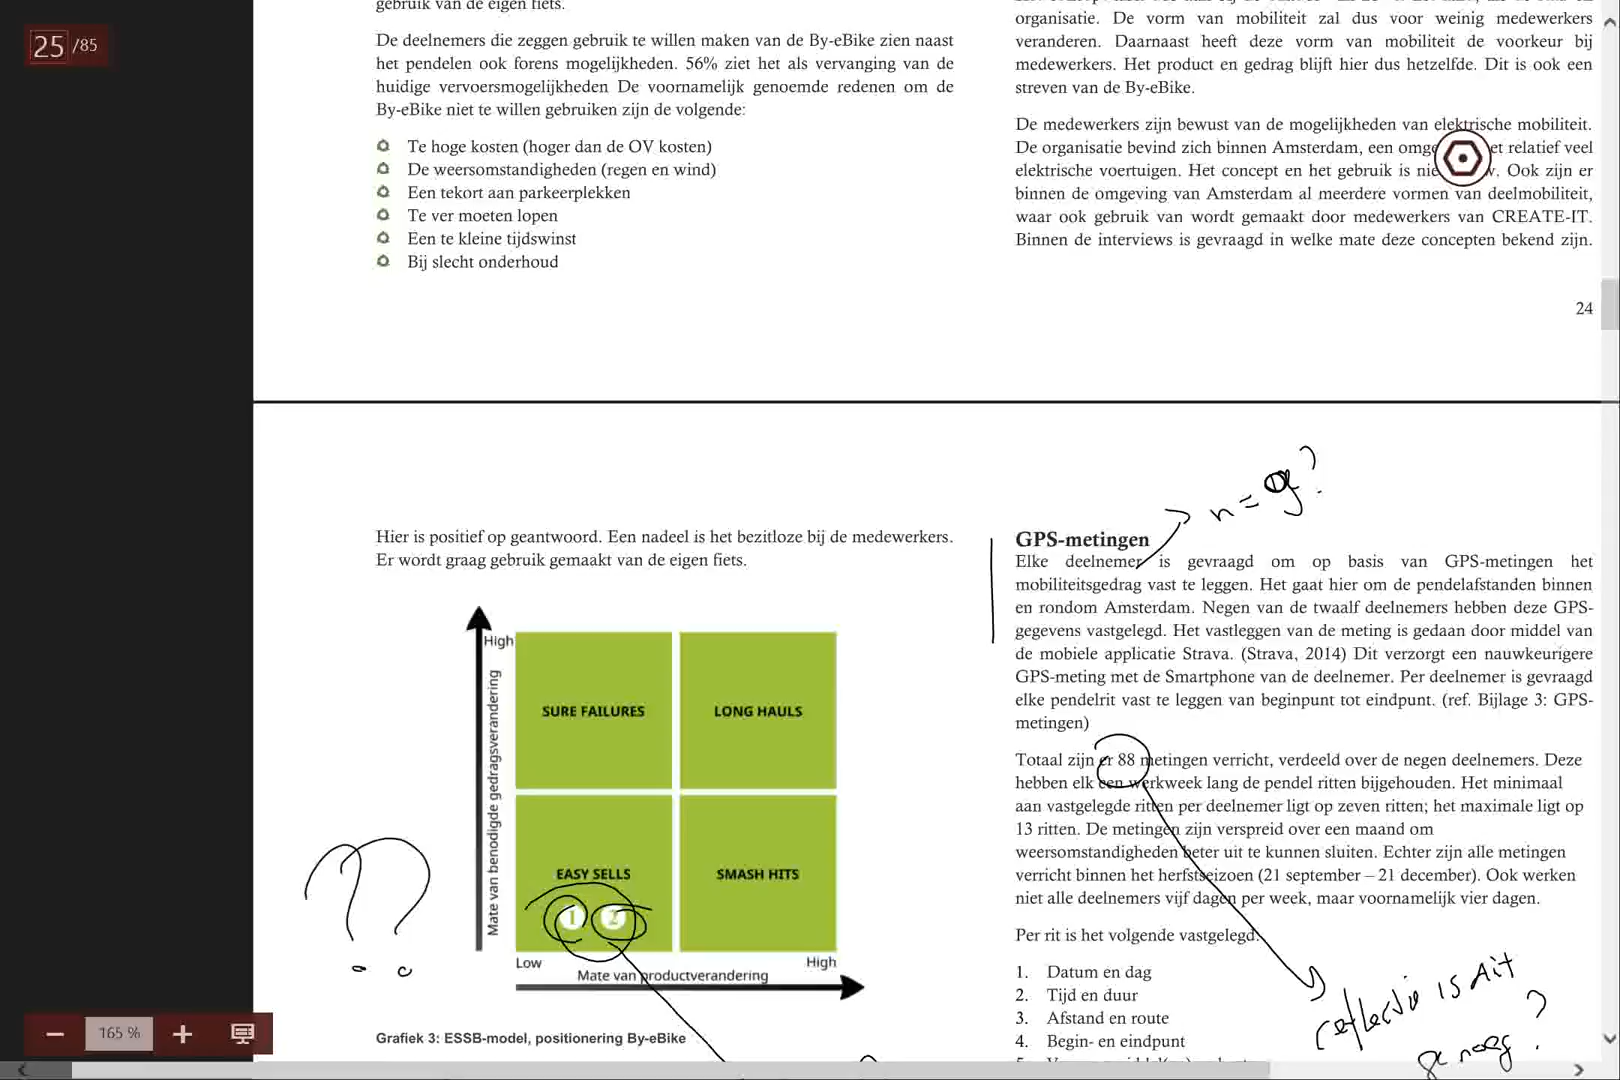 25 /85
gebruik van de eigen fiets.
De deelnemers die zeggen gebruik te willen maken van de By-eBike zien naast
het pendelen ook forens mogelijkheden. 56% ziet het als vervanging van de
huidige vervoersmogelijkheden De voornamelijk genoemde redenen om de
By-eBike niet te willen gebruiken zijn de volgende:
Te hoge kosten (hoger dan de OV kosten)
De weersomstandigheden (regen en wind)
Een tekort aan parkeerplekken
Te ver moeten lopen
Een te kleine tijdswinst
Bij slecht onderhoud
organisatie. De vorm van mobiliteit zal dus voor weinig medewerkers
veranderen. Daarnaast heeft deze vorm van mobiliteit de voorkeur bij
medewerkers. Het product en gedrag blijft hier dus hetzelfde. Dit is ook een
streven van de By-eBike.
De medewerkers zijn bewust van de mogelijkheden van elektrische mobiliteit.
De organisatie bevind zich binnen Amsterdam, een omge et relatief veel
elektrische voertuigen. Het concept en het gebruik is nie . Ook zijn er
binnen de omgeving van Amsterdam al meerdere vormen van deelmobiliteit,
waar ook gebruik van wordt gemaakt door medewerkers van CREATE-IT.
Binnen de interviews is gevraagd in welke mate deze concepten bekend zijn.
24
Hier is positief op geantwoord. Een nadeel is het bezitloze bij de medewerkers.
Er wordt graag gebruik gemaakt van de eigen fiets.
High
SURE FAILURES
LONG HAULS
Mate van benodigde gedragsverandering
EASY SELLS
SMASH HITS
1 2
Low
High
Mate van productverandering
Grafiek 3: ESSB-model, positionering By-eBike
??
n = 9?
GPS-metingen
Elke deelnemer is gevraagd om op basis van GPS-metingen het
mobiliteitsgedrag vast te leggen. Het gaat hier om de pendelafstanden binnen
en rondom Amsterdam. Negen van de twaalf deelnemers hebben deze GPS-
gegevens vastgelegd. Het vastleggen van de meting is gedaan door middel van
de mobiele applicatie Strava. (Strava, 2014) Dit verzorgt een nauwkeurigere
GPS-meting met de Smartphone van de deelnemer. Per deelnemer is gevraagd
elke pendelrit vast te leggen van beginpunt tot eindpunt. (ref. Bijlage 3: GPS-
metingen)
Totaal zijn er 88 metingen verricht, verdeeld over de negen deelnemers. Deze
hebben elk een werkweek lang de pendel ritten bijgehouden. Het minimaal
aan vastgelegde ritten per deelnemer ligt op zeven ritten; het maximale ligt op
13 ritten. De metingen zijn verspreid over een maand om
weersomstandigheden beter uit te kunnen sluiten. Echter zijn alle metingen
verricht binnen het herfstseizoen (21 september – 21 december). Ook werken
niet alle deelnemers vijf dagen per week, maar voornamelijk vier dagen.
Per rit is het volgende vastgelegd:
1. Datum en dag
2. Tijd en duur
3. Afstand en route
4. Begin- en eindpunt
reflectie is dit
genoeg?
165 %